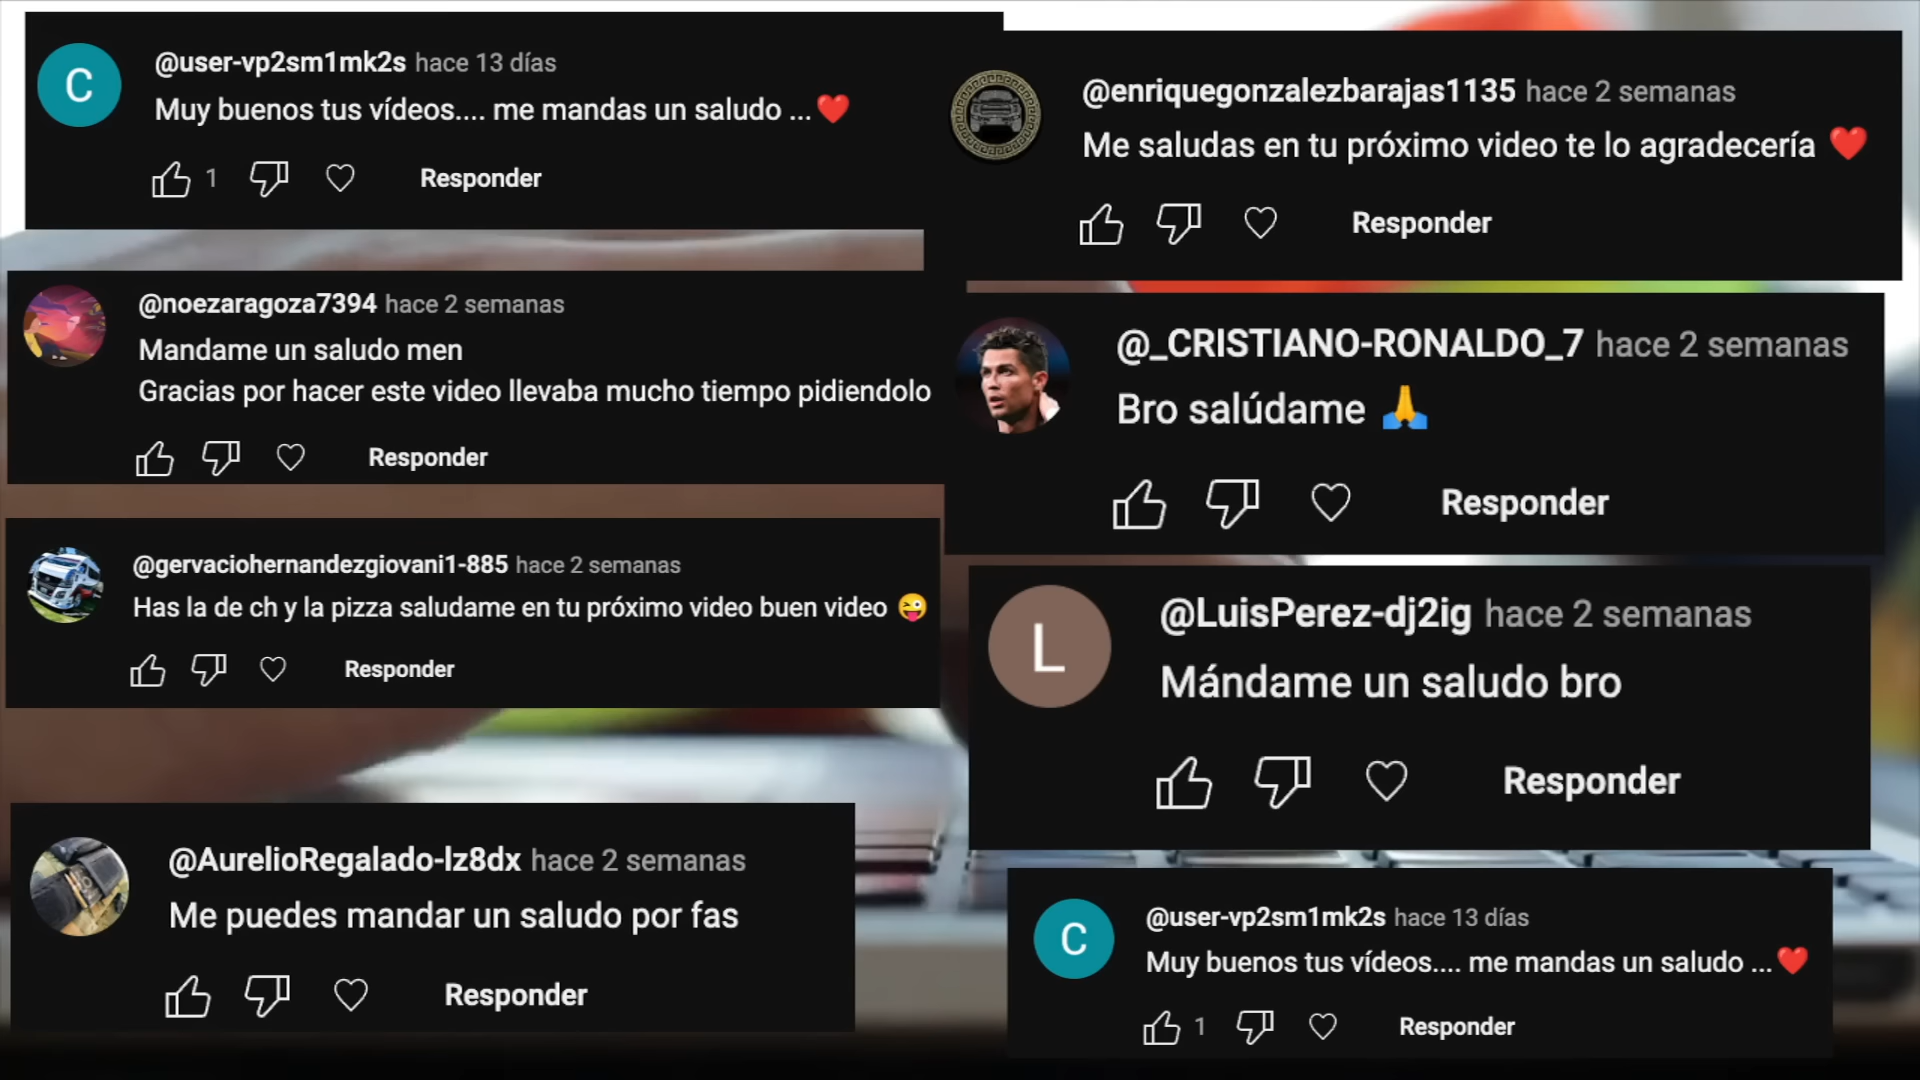 C
@user-vp2sm1mk2s hace 13 días
Muy buenos tus vídeos.... me mandas un saludo ...❤️
1 Responder
@noezaragoza7394 hace 2 semanas
Mandame un saludo men
Gracias por hacer este video llevaba mucho tiempo pidiendolo
Responder
@gervaciohernandezgiovani1-885 hace 2 semanas
Has la de ch y la pizza saludame en tu próximo video buen video 😜
Responder
@AurelioRegalado-lz8dx hace 2 semanas
Me puedes mandar un saludo por fas
Responder
@enriquegonzalezbarajas1135 hace 2 semanas
Me saludas en tu próximo video te lo agradecería ❤️
Responder
@_CRISTIANO-RONALDO_7 hace 2 semanas
Bro salúdame 🙏
Responder
L
@LuisPerez-dj2ig hace 2 semanas
Mándame un saludo bro
Responder
C
@user-vp2sm1mk2s hace 13 días
Muy buenos tus vídeos.... me mandas un saludo ...❤️
1 Responder